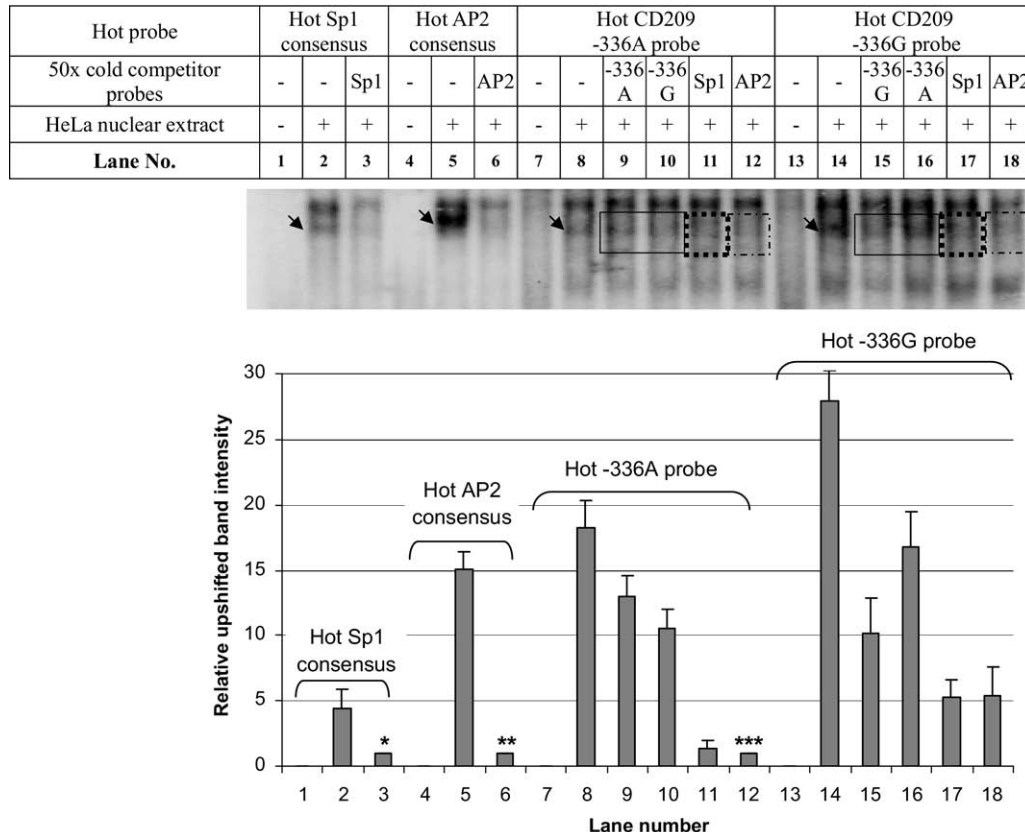 Hot probe Hot Sp1 consensus Hot AP2 consensus Hot CD209 -336A probe Hot CD209 -336G probe
50x cold competitor probes - - Sp1 - - AP2 - - -336 A -336 G Sp1 AP2 - - -336 G -336 A Sp1 AP2
HeLa nuclear extract - + + - + + - + + + + + - + + + + +
Lane No. 1 2 3 4 5 6 7 8 9 10 11 12 13 14 15 16 17 18
Hot -336G probe
30
25
Hot -336A probe
20
Hot AP2
consensus
15
10
Hot Sp1
consensus
5
* ** ***
0
Relative upshifted band intensity
1 2 3 4 5 6 7 8 9 10 11 12 13 14 15 16 17 18
Lane number